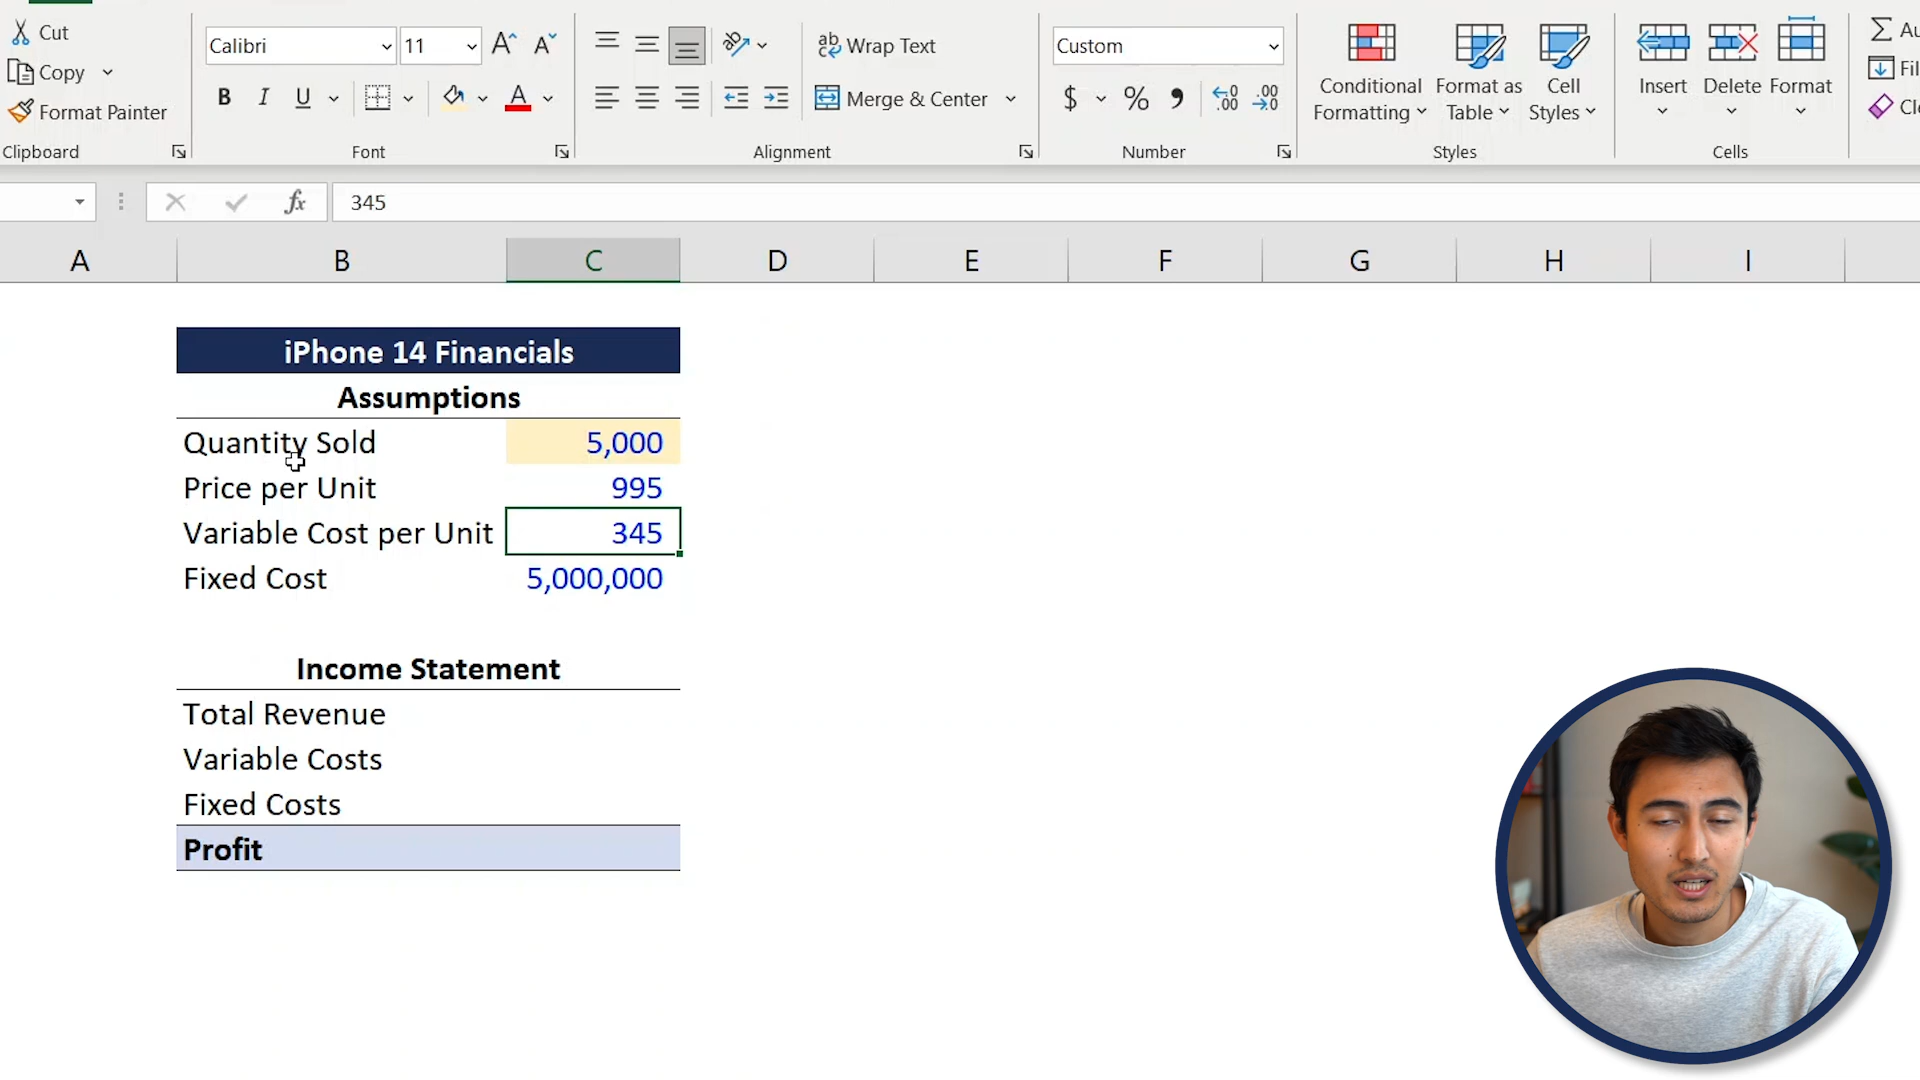 Cut
Copy
Format Painter
Clipboard
Calibri
11
B I U
Font
Wrap Text
Merge & Center
Alignment
Custom
$ %
Number
Conditional
Formatting
Format as
Table
Cell
Styles
Styles
Insert
Delete
Format
Cells
fx
345
A B C D E F G H I
iPhone 14 Financials
Assumptions
Quantity Sold 5,000
Price per Unit 995
Variable Cost per Unit 345
Fixed Cost 5,000,000
Income Statement
Total Revenue
Variable Costs
Fixed Costs
Profit